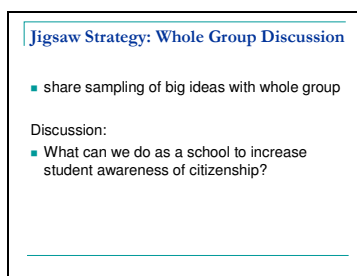 Jigsaw Strategy: Whole Group Discussion
share sampling of big ideas with whole group
Discussion:
What can we do as a school to increase
student awareness of citizenship?